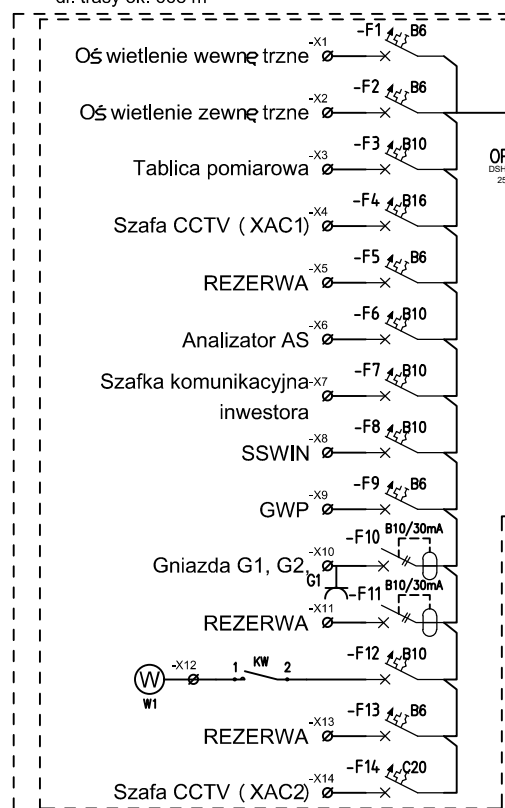 -F1 B6
Oświetlenie wewnętrzne -X1
-F2 B6
Oświetlenie zewnętrzne -X2
-F3 B10
Tablica pomiarowa -X3
-F4 B16
Szafa CCTV (XAC1) -X4
-F5 B6
REZERWA -X5
-F6 B10
Analizator AS -X6
-F7 B10
Szafka komunikacyjna -X7
inwestora
-F8 B10
SSWIN -X8
-F9 B6
GWP -X9
-F10 B10/30mA
Gniazda G1, G2, -X10
G1
-F11 B10/30mA
REZERWA -X11
-F12 B10
W W1 -X12 1 KW 2
-F13 B6
REZERWA -X13
-F14 C20
Szafa CCTV (XAC2) -X14